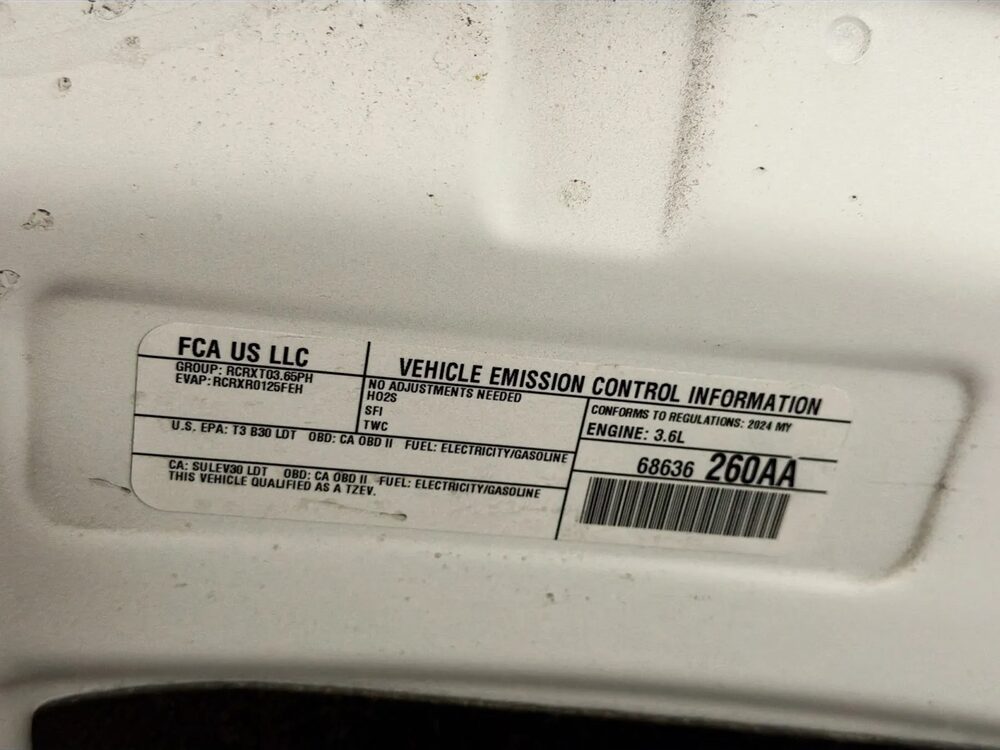 FCA US LLC
GROUP: RCRXT03.65PH
EVAP: RCRXR0125FEH
VEHICLE EMISSION CONTROL INFORMATION
NO ADJUSTMENTS NEEDED
HO2S
SFI
TWC
CONFORMS TO REGULATIONS: 2024 MY
ENGINE: 3.6L
U.S. EPA: T3 B30 LDT OBD: CA OBD II FUEL: ELECTRICITY/GASOLINE
CA: SULEV30 LDT OBD: CA OBD II FUEL: ELECTRICITY/GASOLINE
THIS VEHICLE QUALIFIED AS A TZEV.
68636 260AA